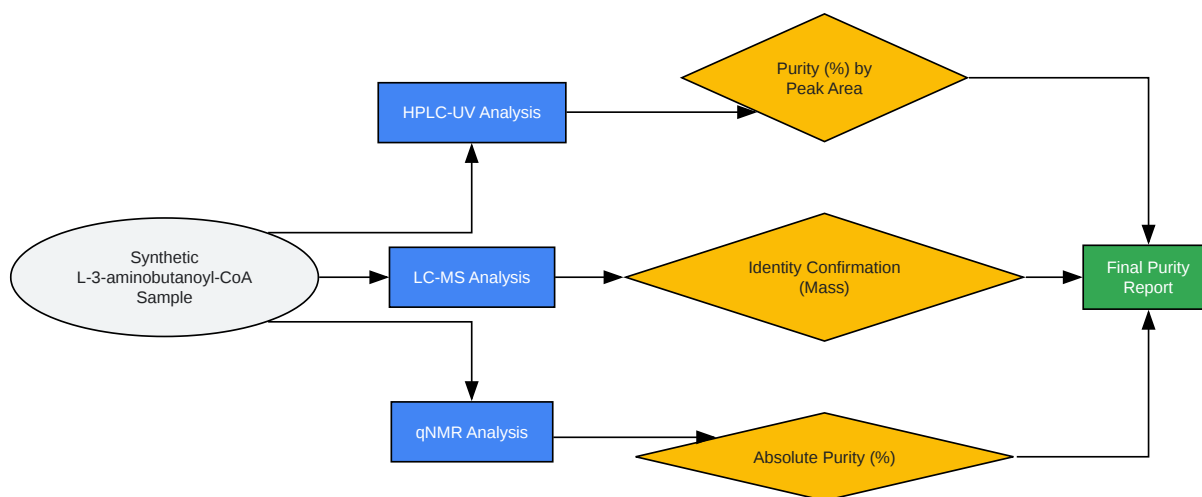 Purity (%) by
Peak Area
HPLC-UV Analysis
Synthetic
L-3-aminobutanoyl-CoA
Sample
LC-MS Analysis
Identity Confirmation
(Mass)
Final Purity
Report
qNMR Analysis
Absolute Purity (%)